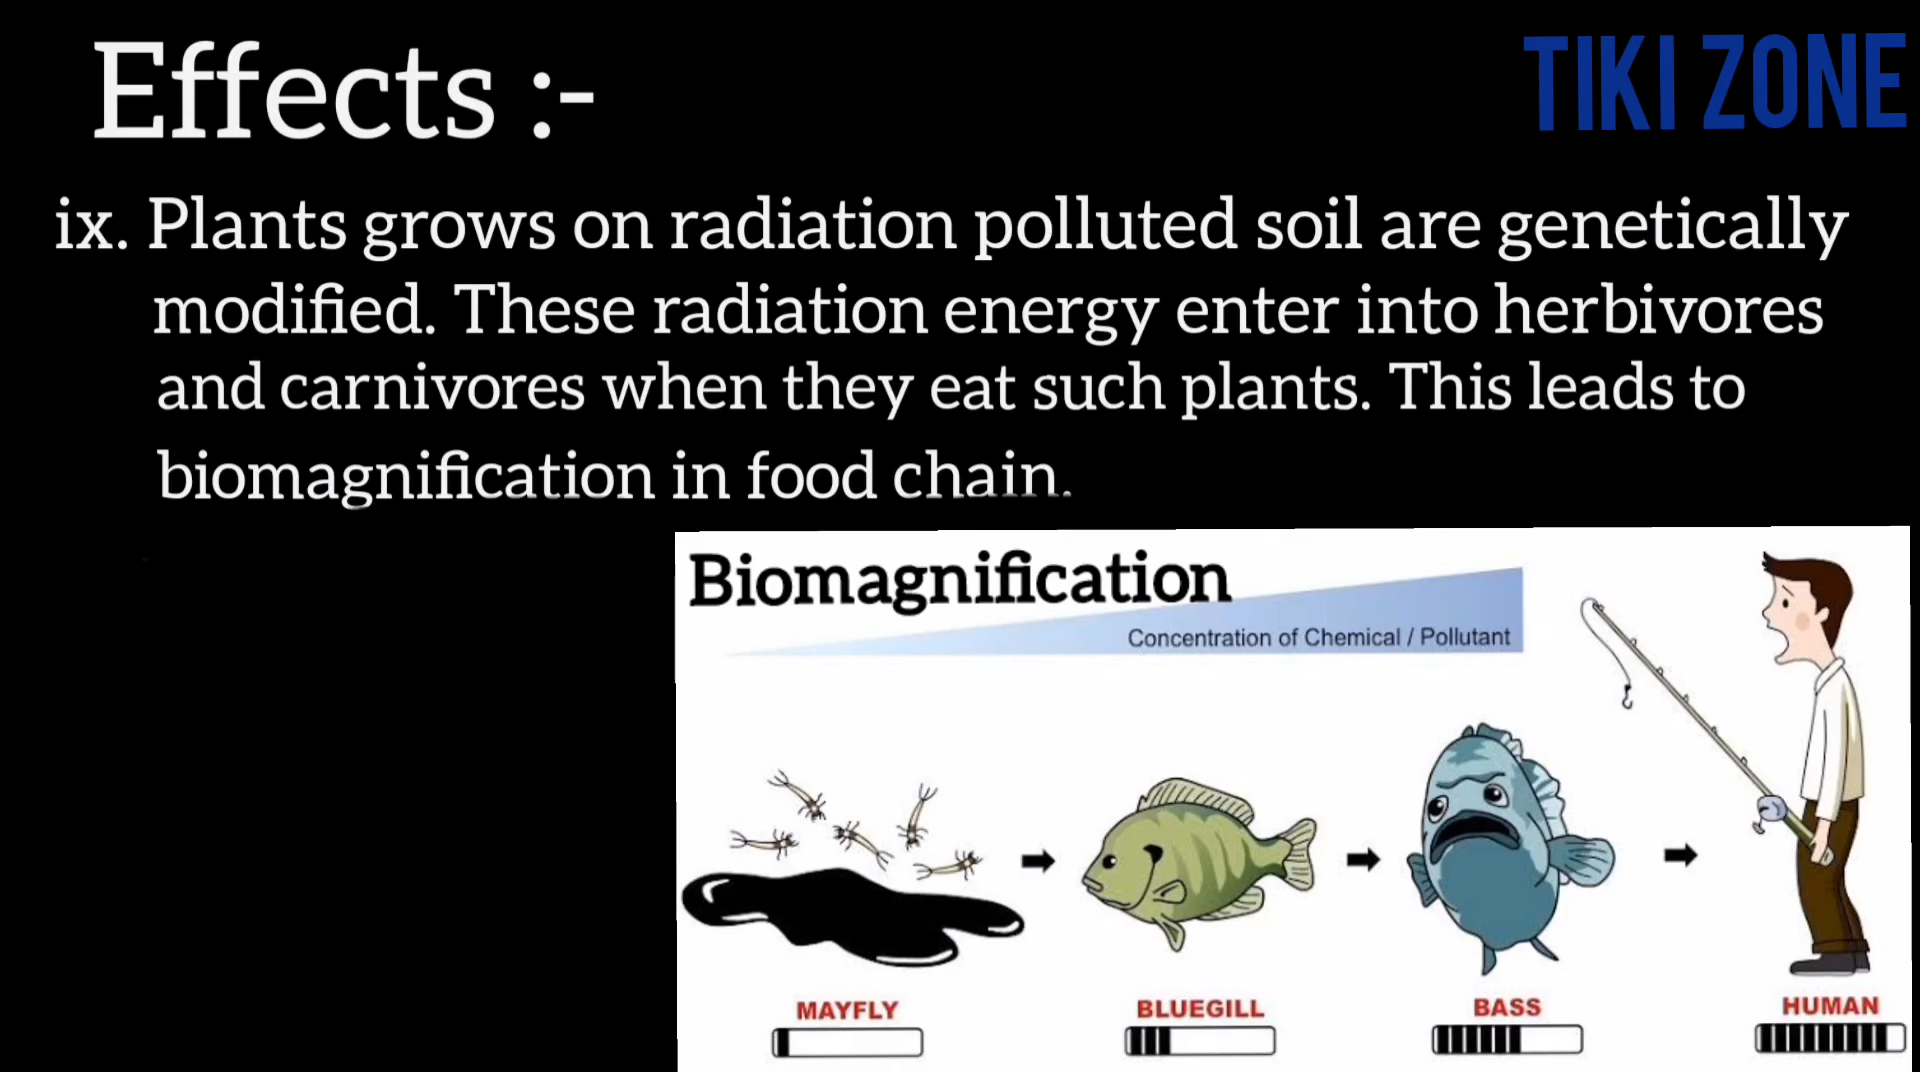 Effects :-
TIKI ZONE
ix. Plants grows on radiation polluted soil are genetically
modified. These radiation energy enter into herbivores
and carnivores when they eat such plants. This leads to
biomagnification in food chain.
Biomagnification
Concentration of Chemical / Pollutant
MAYFLY
BLUEGILL
BASS
HUMAN